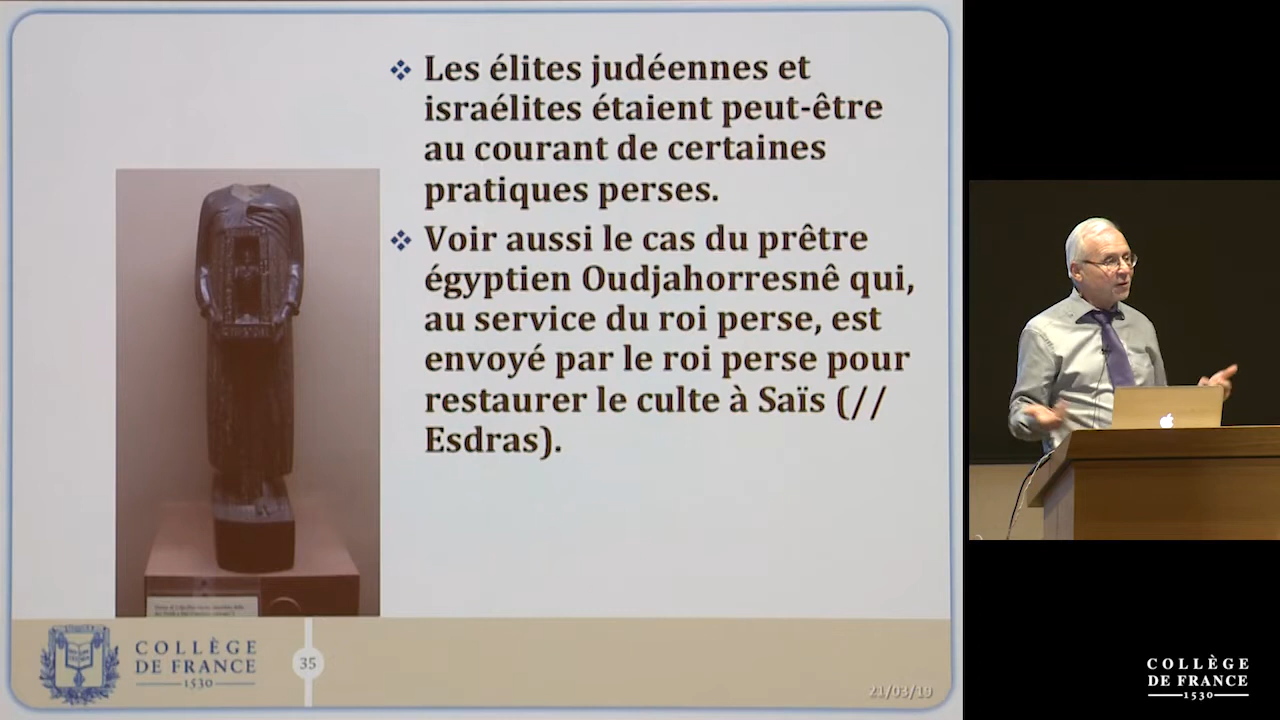 ❖ Les élites judéennes et
israélites étaient peut-être
au courant de certaines
pratiques perses.
❖ Voir aussi le cas du prêtre
égyptien Oudjahorresnê qui,
au service du roi perse, est
envoyé par le roi perse pour
restaurer le culte à Saïs (//
Esdras).
COLLÈGE
DE FRANCE
1530
35
21/03/19
COLLÈGE
DE FRANCE
1530